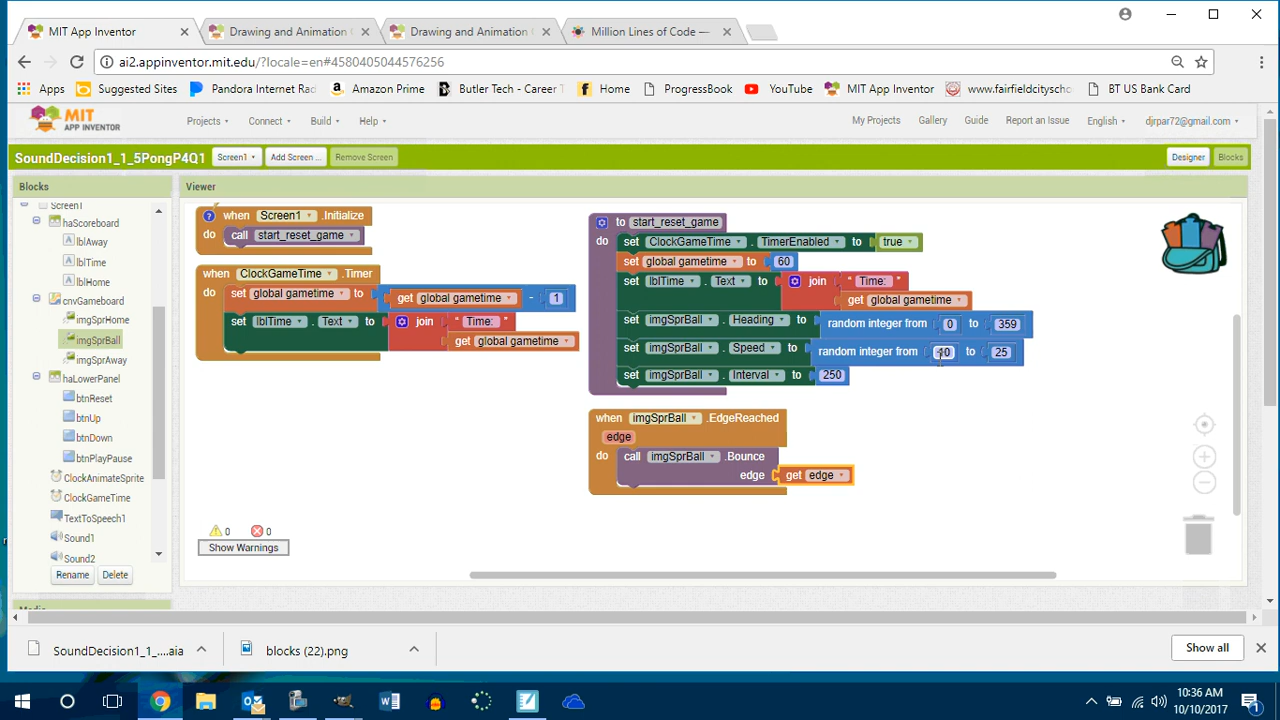 MIT App Inventor
Drawing and Animation
Drawing and Animation
Million Lines of Code —
ai2.appinventor.mit.edu/?locale=en#4580405044576256
Apps
Suggested Sites
Pandora Internet Rad
Amazon Prime
Butler Tech - Career T
Home
ProgressBook
YouTube
MIT App Inventor
www.fairfieldcityscho
BT US Bank Card
MIT
APP INVENTOR
Projects
Connect
Build
Help
My Projects
Gallery
Guide
Report an Issue
English
djrpar72@gmail.com
SoundDecision1_1_5PongP4Q1
Screen1
Add Screen ...
Remove Screen
Designer
Blocks
Blocks
Screen1
haScoreboard
lblAway
lblTime
lblHome
cnvGameboard
imgSprHome
imgSprBall
imgSprAway
haLowerPanel
btnReset
btnUp
btnDown
btnPlayPause
ClockAnimateSprite
ClockGameTime
TextToSpeech1
Sound1
Sound2
Rename
Delete
Viewer
? when Screen1 .Initialize
do call start_reset_game
when ClockGameTime .Timer
do set global gametime to get global gametime - 1
set lblTime . Text to join " Time: "
get global gametime
to start_reset_game
do set ClockGameTime . TimerEnabled to true
set global gametime to 60
set lblTime . Text to join " Time: "
get global gametime
set imgSprBall . Heading to random integer from 0 to 359
set imgSprBall . Speed to random integer from 10 to 25
set imgSprBall . Interval to 250
when imgSprBall .EdgeReached
edge
do call imgSprBall .Bounce
edge get edge
0 0
Show Warnings
SoundDecision1_1_....aia
blocks (22).png
Show all
10:36 AM
10/10/2017
1